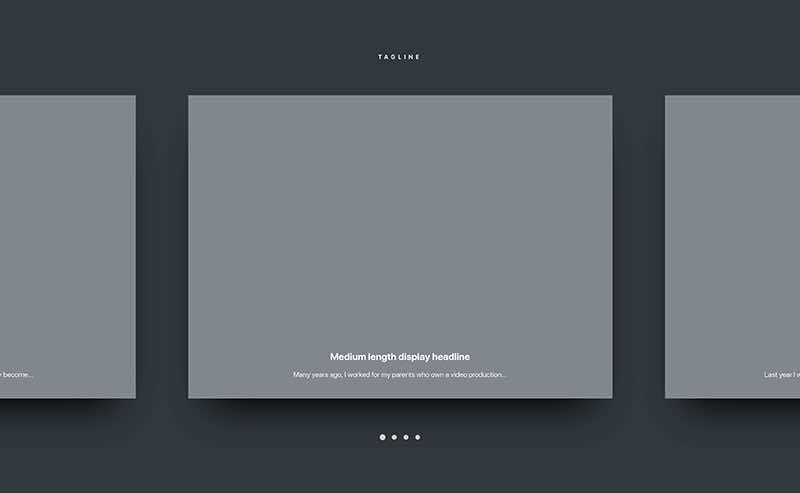 TAGLINE
Medium length display headline
become...
Many years ago, I worked for my parents who own a video production...
Last year I